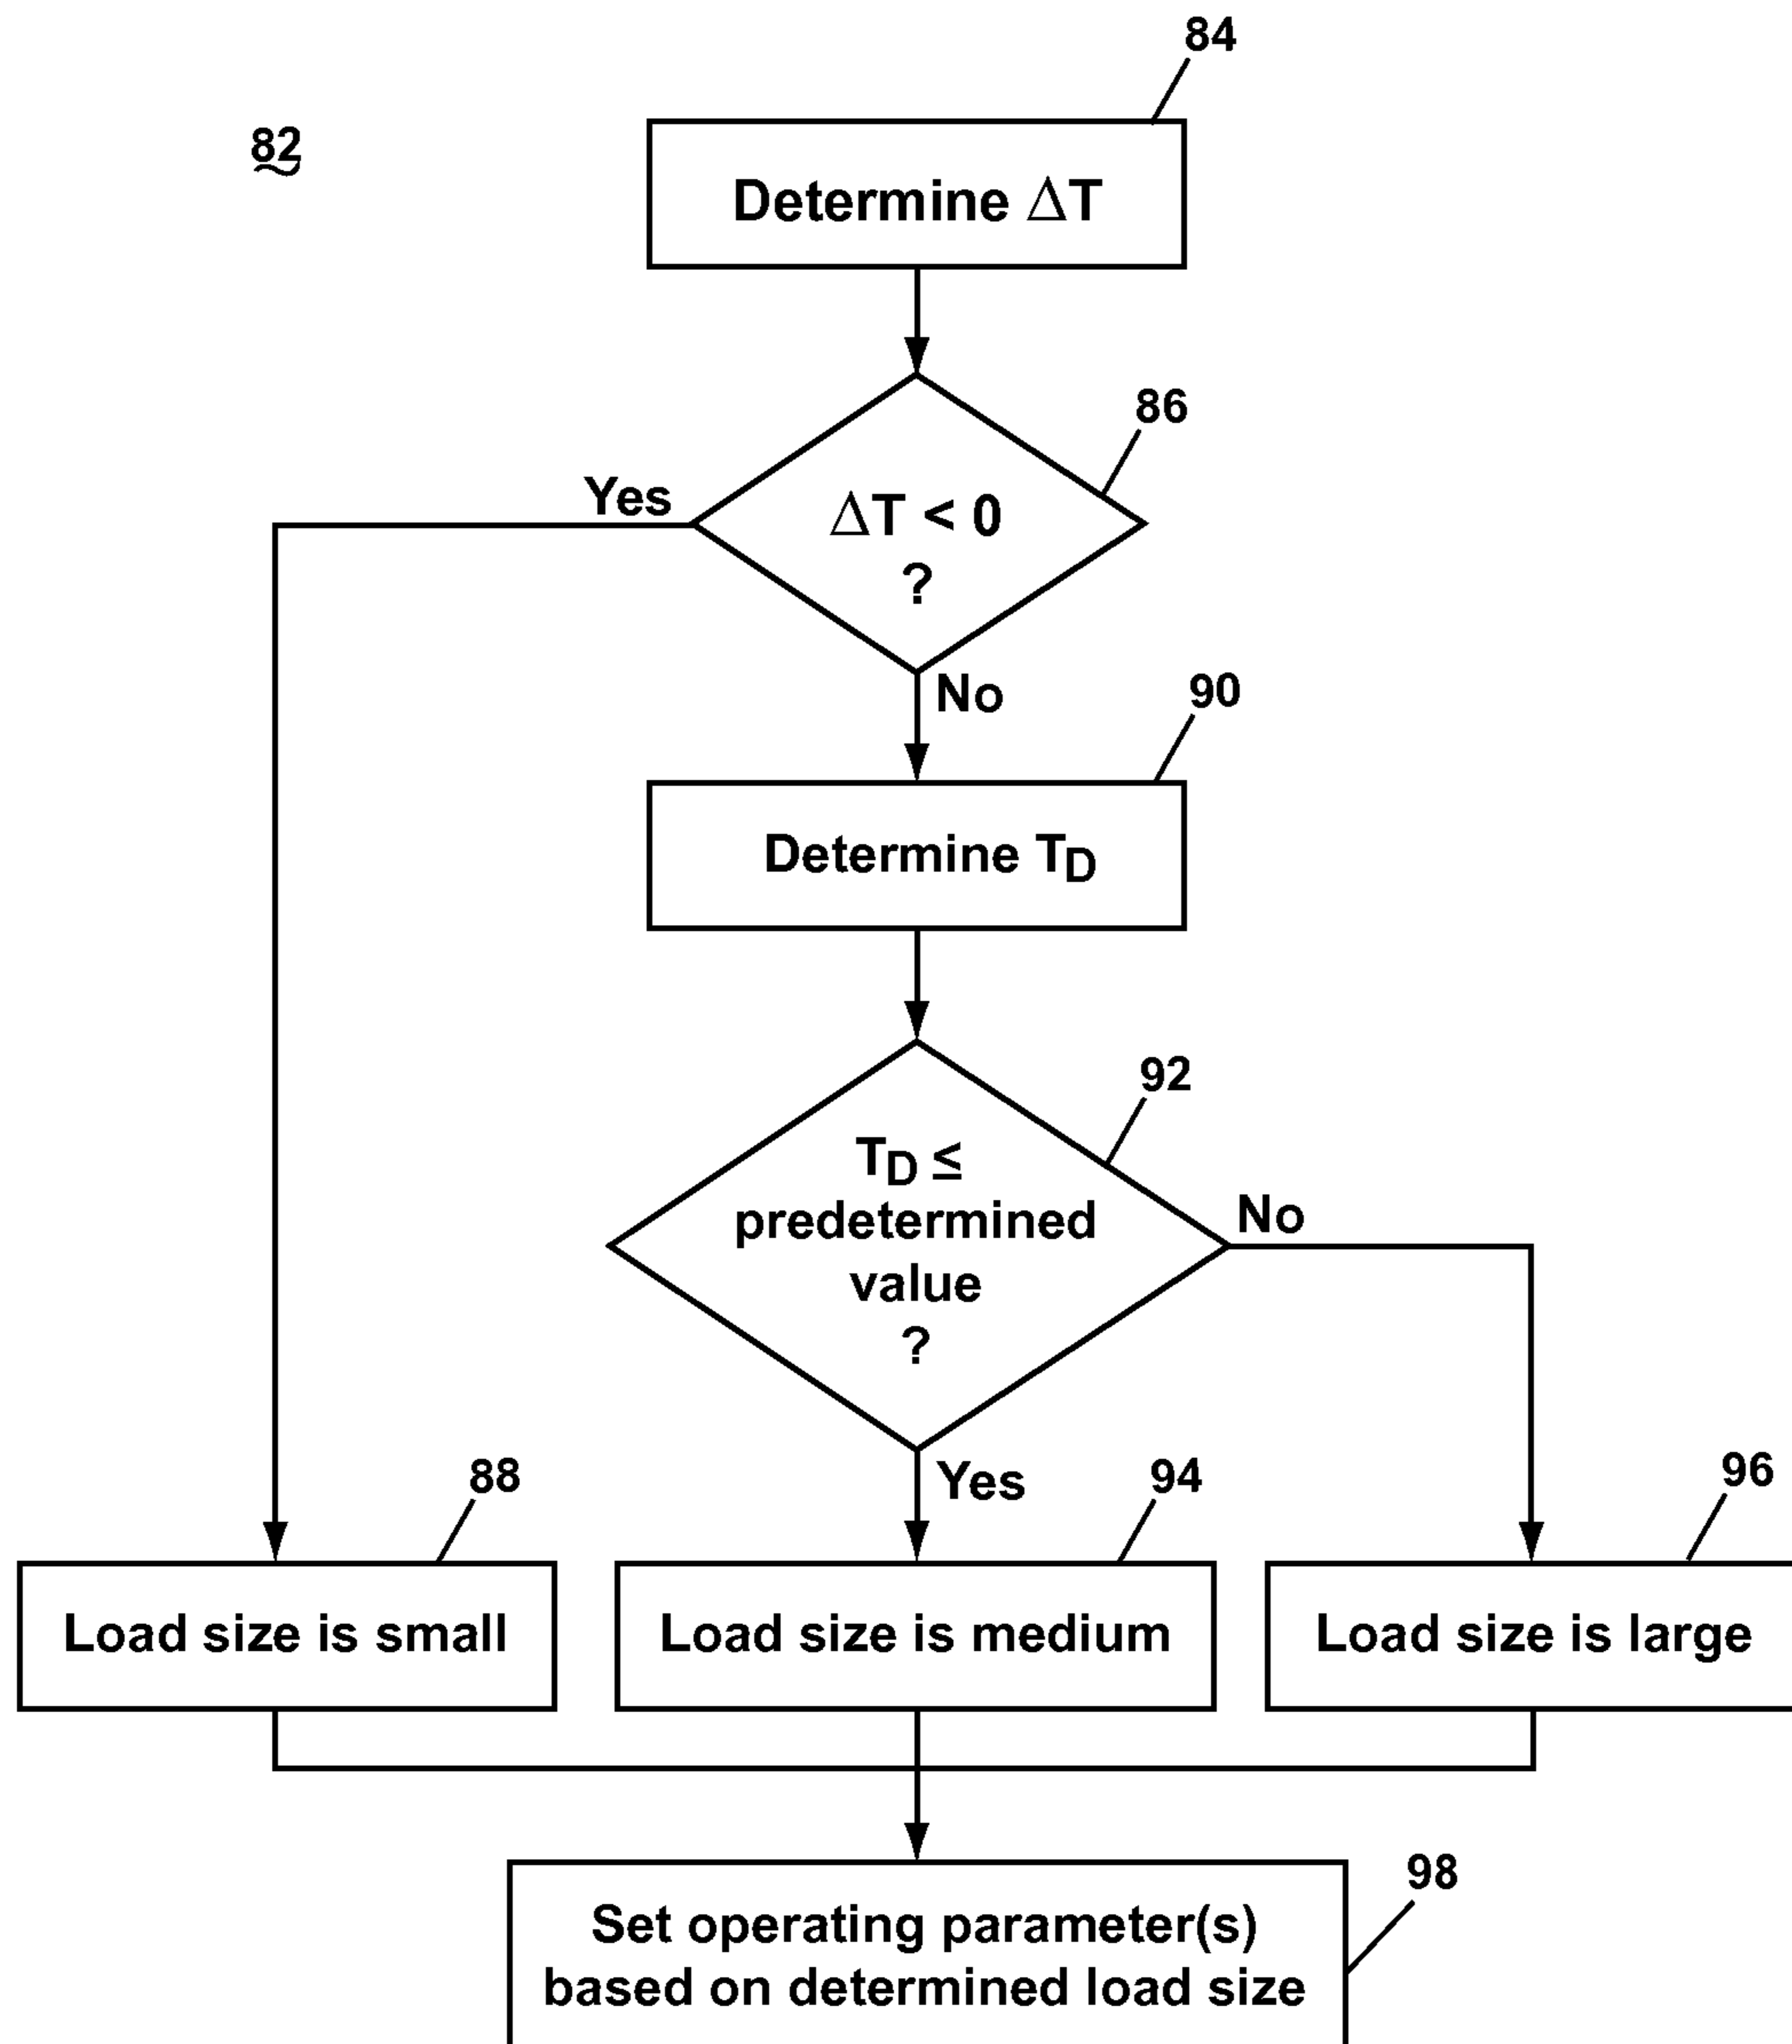 84
82
Determine ΔT
86
Yes
ΔT < 0
?
No
90
Determine TD
92
TD ≤
predetermined
value
?
No
Yes
88
94
96
Load size is small
Load size is medium
Load size is large
98
Set operating parameter(s)
based on determined load size